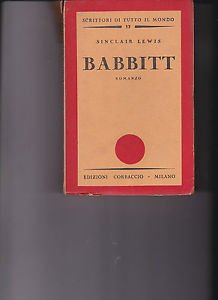 SCRITTORI DI TUTTO IL MONDO
SINCLAIR LEWIS
BABBITT
ROMANZO
EDIZIONI CORBACCIO - MILANO